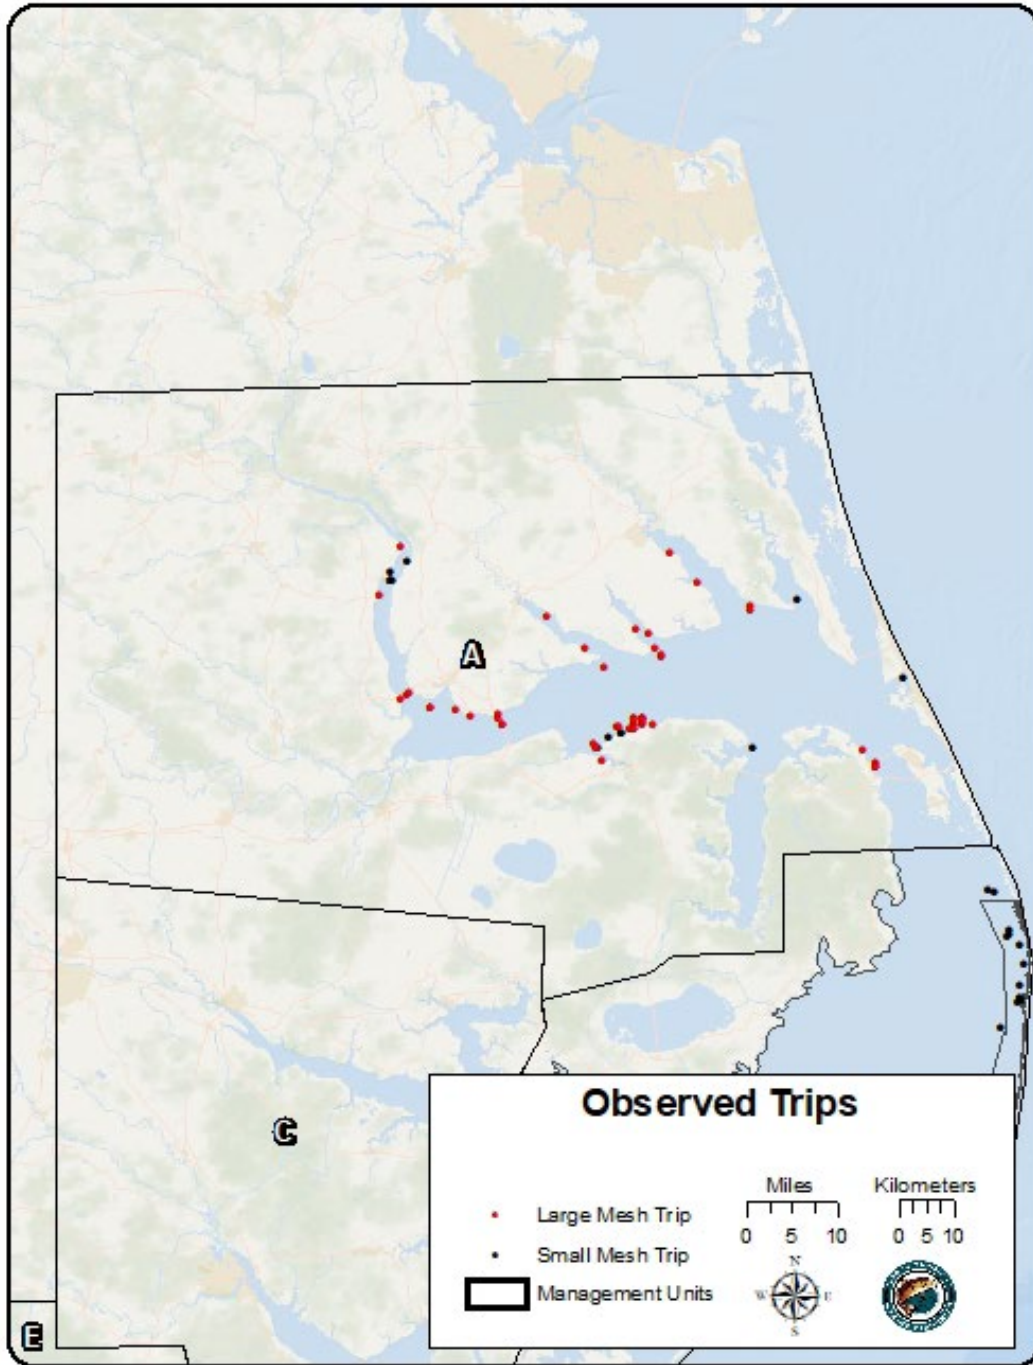 A
C
E
Observed Trips
Miles Kilometers
Large Mesh Trip
0 5 10 0 5 10
Small Mesh Trip
N
Management Units
W E
S